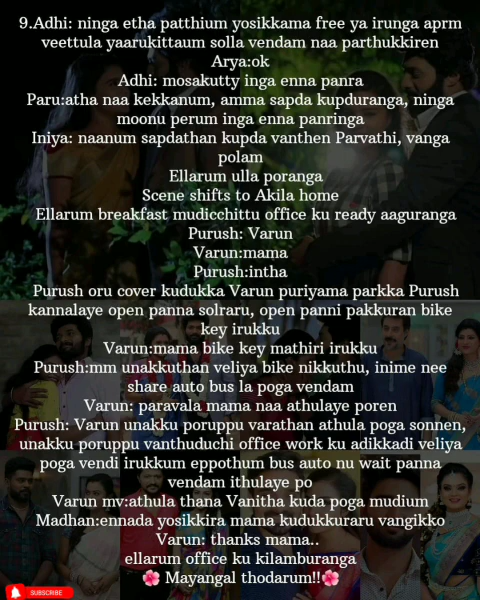 9.Adhi: ninga etha patthium yosikkama free ya irunga aprm
veettula yaarukittaum solla vendam naa parthukkiren
Arya:ok
Adhi: mosakutty inga enna panra
Paru:atha naa kekkanum, amma sapda kupduranga, ninga
moonu perum inga enna panringa
Iniya: naanum sapdathan kupda vanthen Parvathi, vanga
polam
Ellarum ulla poranga
Scene shifts to Akila home
Ellarum breakfast mudicchittu office ku ready aaguranga
Purush: Varun
Varun:mama
Purush:intha
Purush oru cover kudukka Varun puriyama parkka Purush
kannalaye open panna solraru, open panni pakkuran bike
key irukku
Varun:mama bike key mathiri irukku
Purush:mm unakkuthan veliya bike nikkuthu, inime nee
share auto bus la poga vendam
Varun: paravala mama naa athulaye poren
Purush: Varun unakku poruppu varathan athula poga sonnen,
unakku poruppu vanthuduchi office work ku adikkadi veliya
poga vendi irukkum eppothum bus auto nu wait panna
vendam ithulaye po
Varun mv:athula thana Vanitha kuda poga mudium
Madhan:ennada yosikkira mama kudukkuraru vangikko
Varun: thanks mama..
ellarum office ku kilamburanga
🌺 Mayangal thodarum!!🌺
SUBSCRIBE